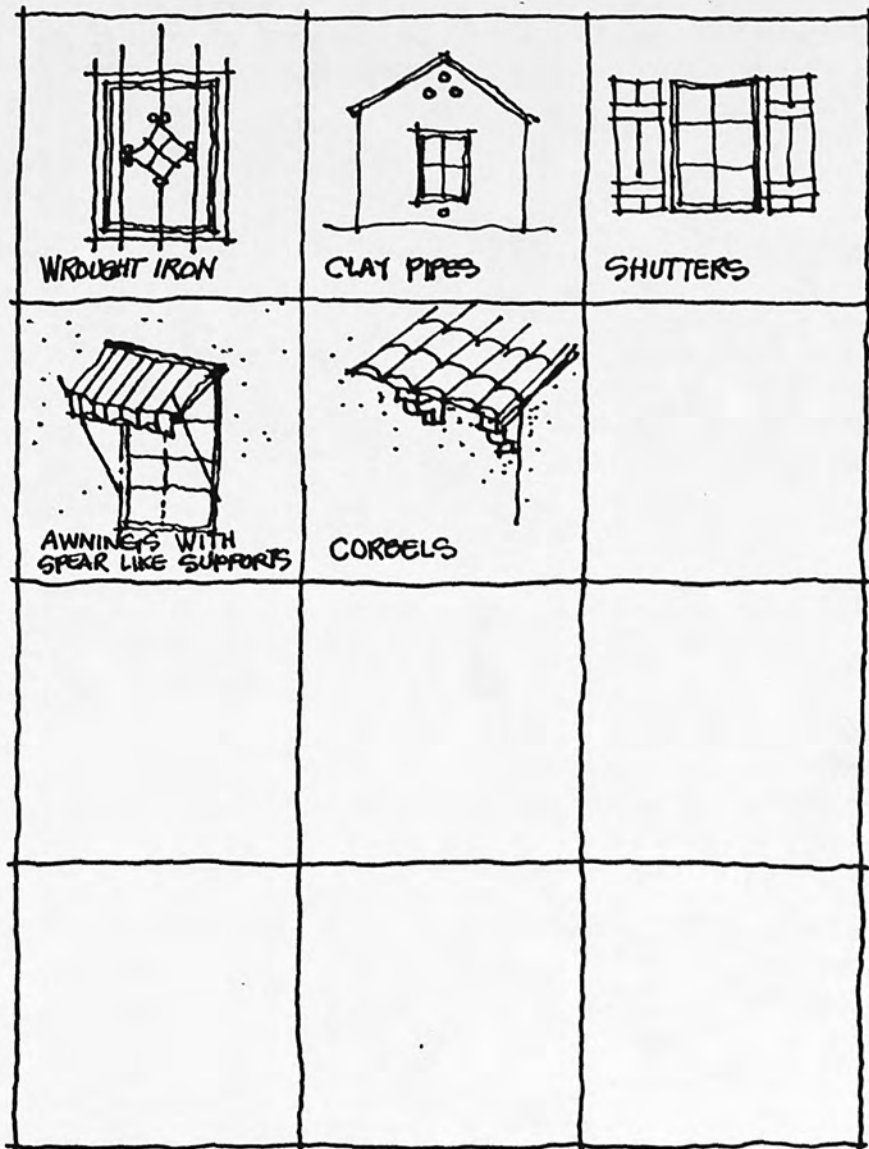 WROUGHT IRON
CLAY PIPES
SHUTTERS
AWNINGS WITH
SPEAR LIKE SUPPORTS
CORBELS